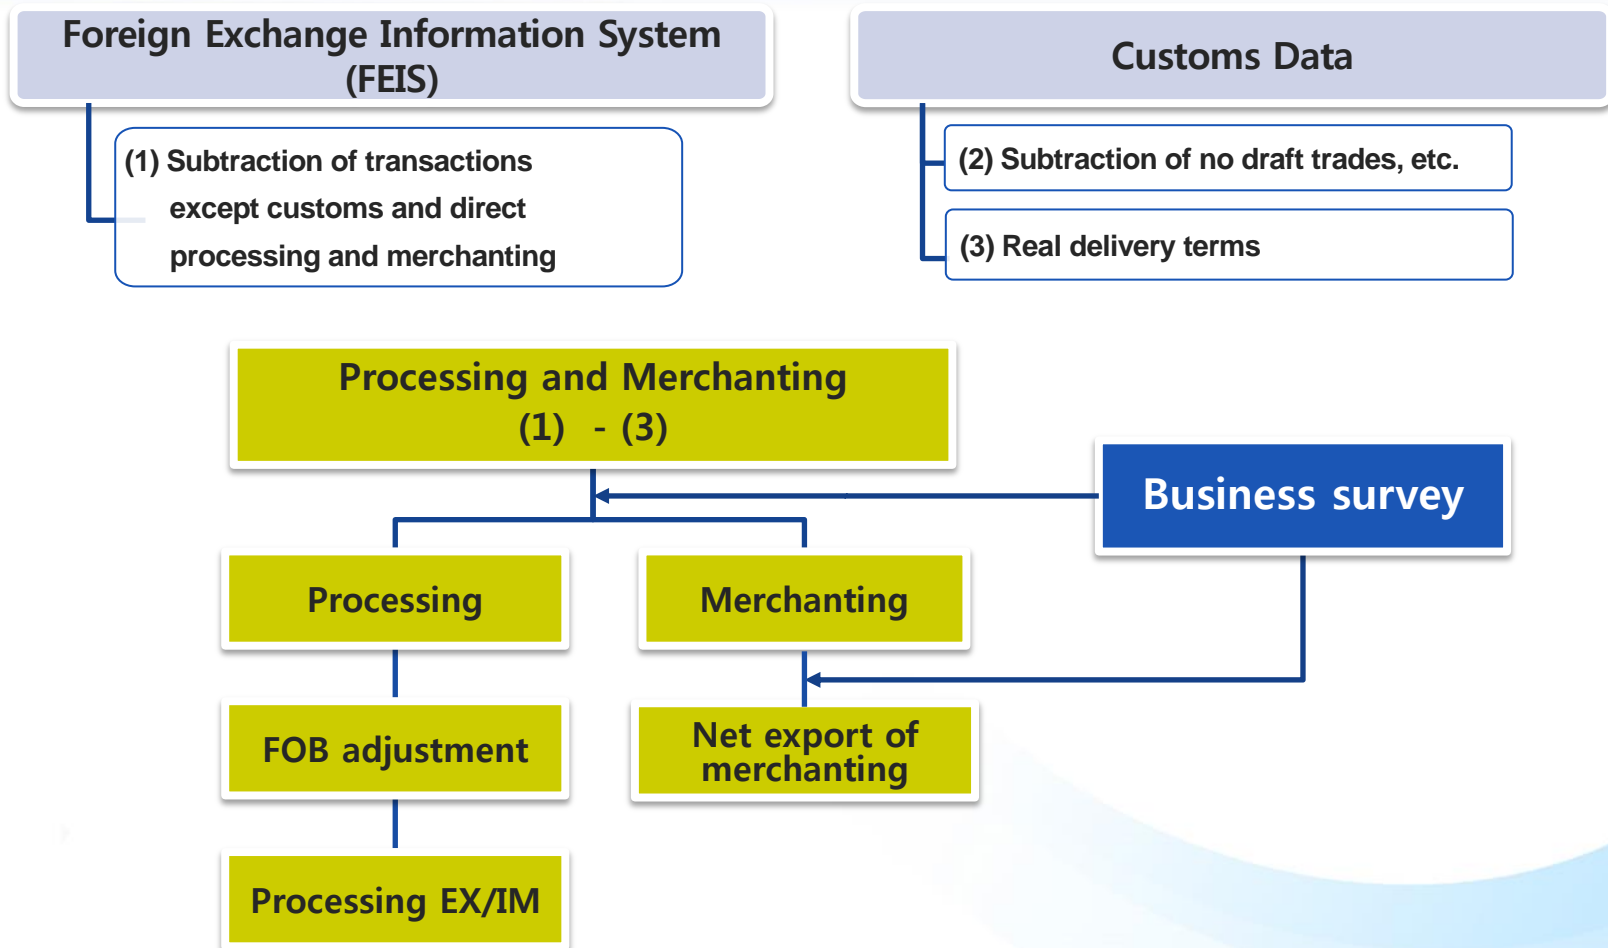 Foreign Exchange Information System
(FEIS)
Customs Data
(1) Subtraction of transactions
except customs and direct
processing and merchanting
(2) Subtraction of no draft trades, etc.
(3) Real delivery terms
Processing and Merchanting
(1) - (3)
Business survey
Processing
Merchanting
FOB adjustment
Net export of
merchanting
Processing EX/IM